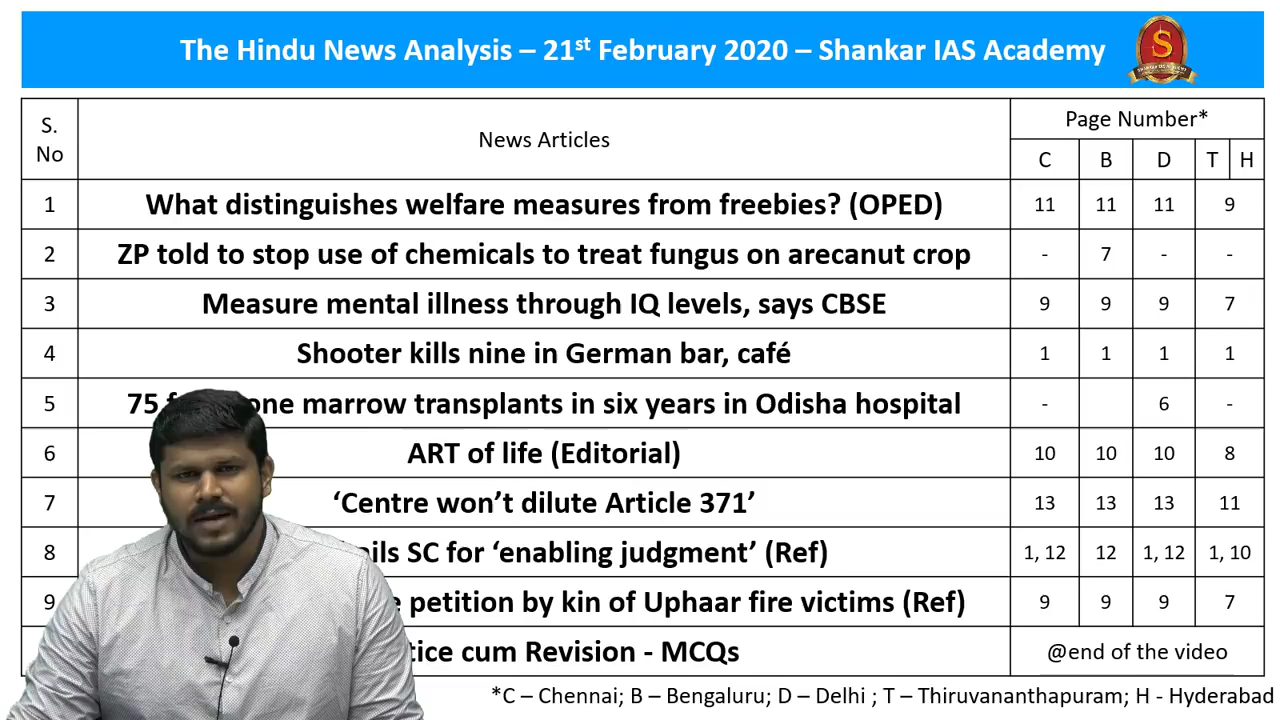 The Hindu News Analysis – 21st February 2020 – Shankar IAS Academy
S. No News Articles Page Number*
C B D T H
1 What distinguishes welfare measures from freebies? (OPED) 11 11 11 9
2 ZP told to stop use of chemicals to treat fungus on arecanut crop - 7 - -
3 Measure mental illness through IQ levels, says CBSE 9 9 9 7
4 Shooter kills nine in German bar, café 1 1 1 1
5 75 marrow transplants in six years in Odisha hospital - 6 -
6 ART of life (Editorial) 10 10 10 8
7 ‘Centre won’t dilute Article 371’ 13 13 13 11
8 SC for ‘enabling judgment’ (Ref) 1, 12 12 1, 12 1, 10
9 petition by kin of Uphaar fire victims (Ref) 9 9 9 7
cum Revision - MCQs @end of the video
*C – Chennai; B – Bengaluru; D – Delhi ; T – Thiruvananthapuram; H - Hyderabad